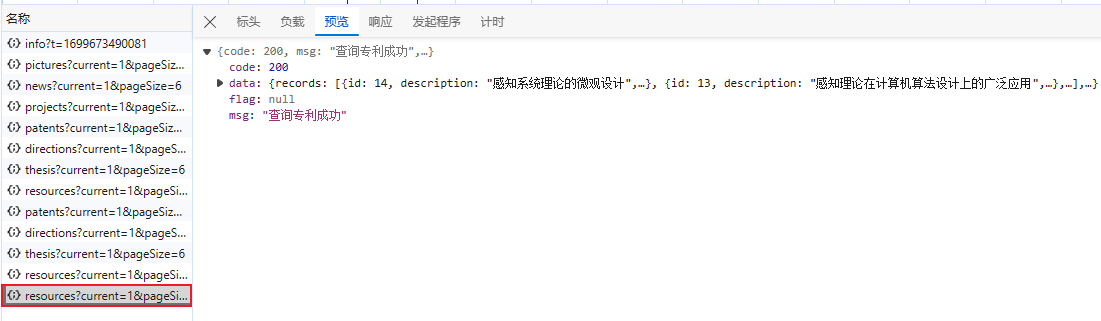 名称
info?t=1699673490081
pictures?current=1&pageSiz...
news?current=1&pageSize=6
projects?current=1&pageSiz...
patents?current=1&pageSiz...
directions?current=1&pageS...
thesis?current=1&pageSize=6
resources?current=1&pageSi...
patents?current=1&pageSiz...
directions?current=1&pageS...
thesis?current=1&pageSize=6
resources?current=1&pageSi...
resources?current=1&pageSi...
标头 负载 预览 响应 发起程序 计时
{code: 200, msg: "查询专利成功",…}
code: 200
data: {records: [{id: 14, description: "感知系统理论的微观设计",…}, {id: 13, description: "感知理论在计算机算法设计上的广泛应用",…},…],…}
flag: null
msg: "查询专利成功"